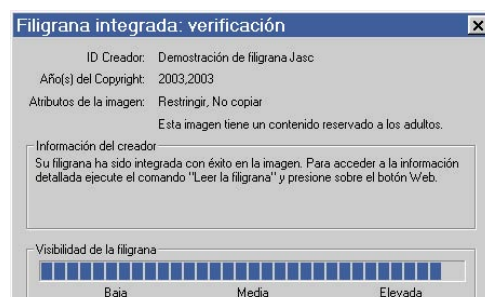 Filigrana integrada: verificación
ID Creador: Demostración de filigrana Jasc
Año(s) del Copyright: 2003,2003
Atributos de la imagen: Restringir, No copiar
Esta imagen tiene un contenido reservado a los adultos.
Información del creador
Su filigrana ha sido integrada con éxito en la imagen. Para acceder a la información
detallada ejecute el comando "Leer la filigrana" y presione sobre el botón Web.
Visibilidad de la filigrana
Baja Media Elevada